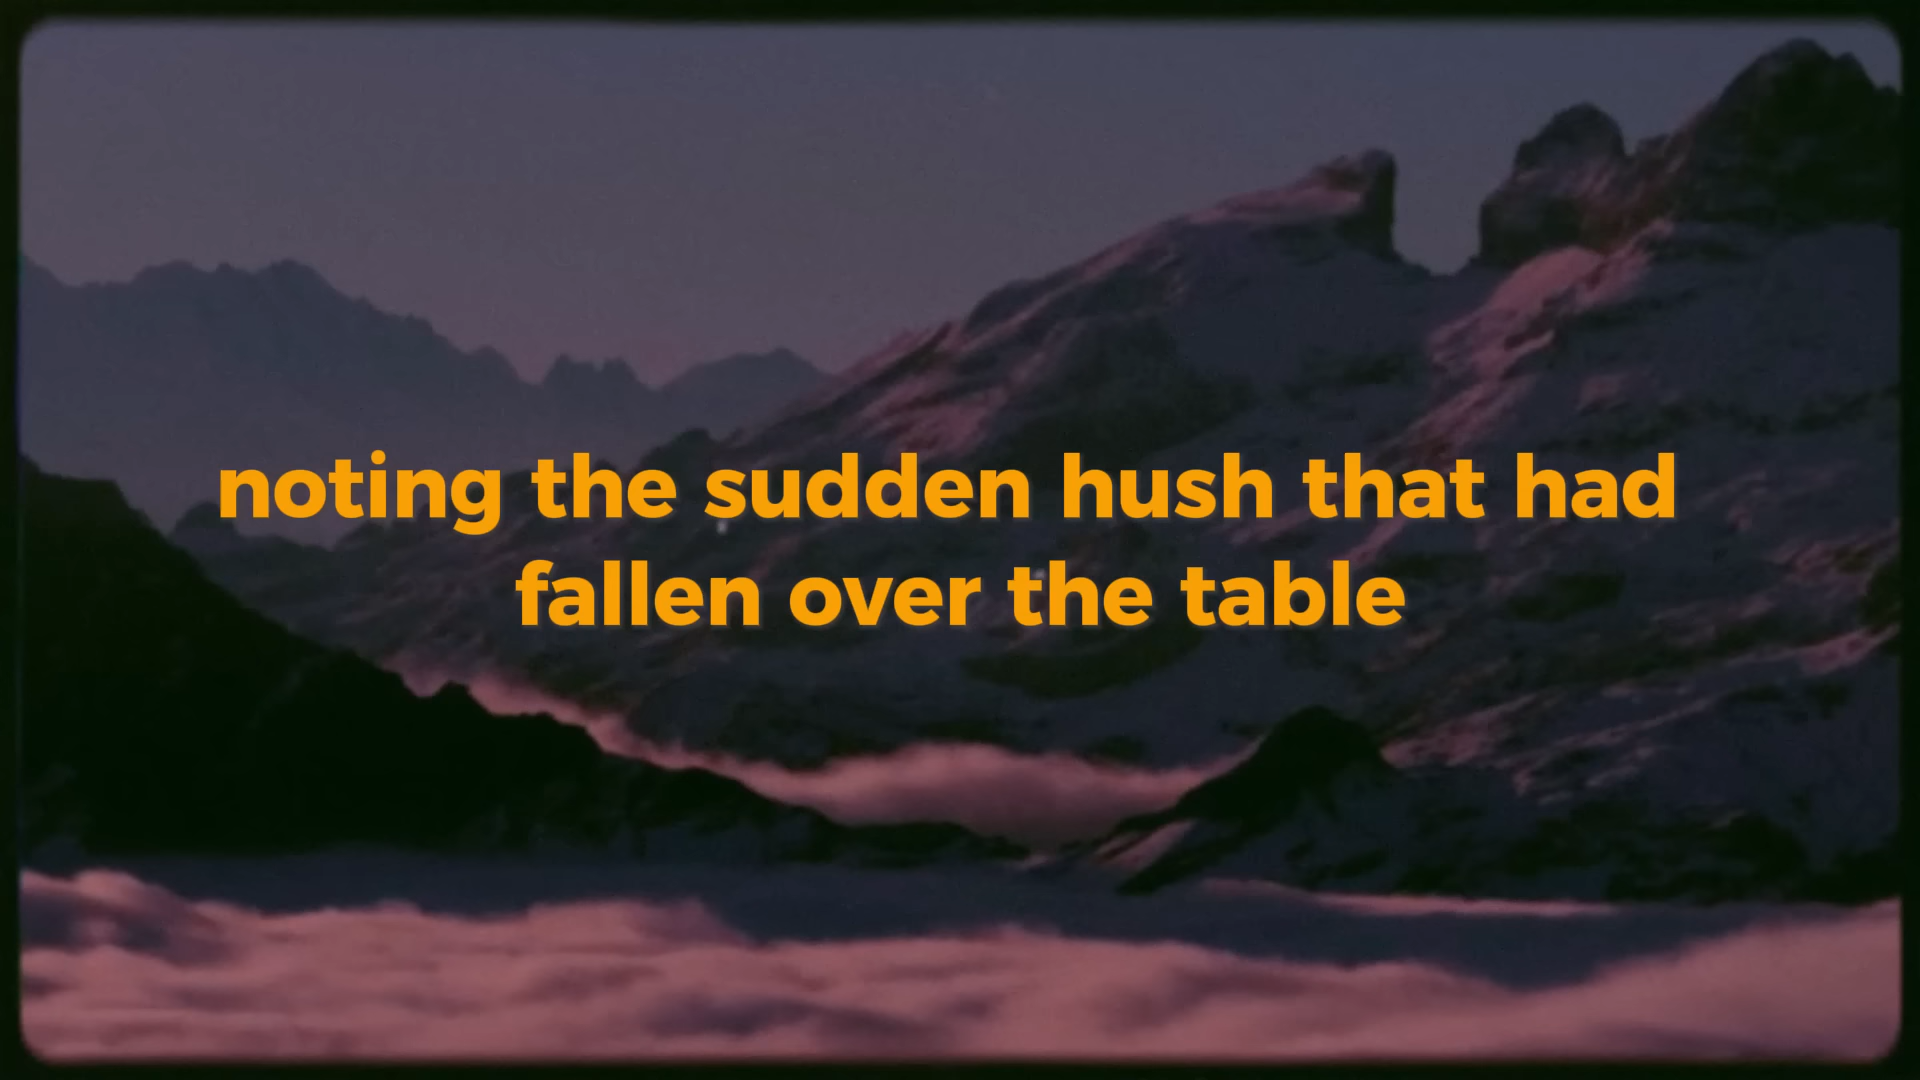 noting the sudden hush that had
fallen over the table